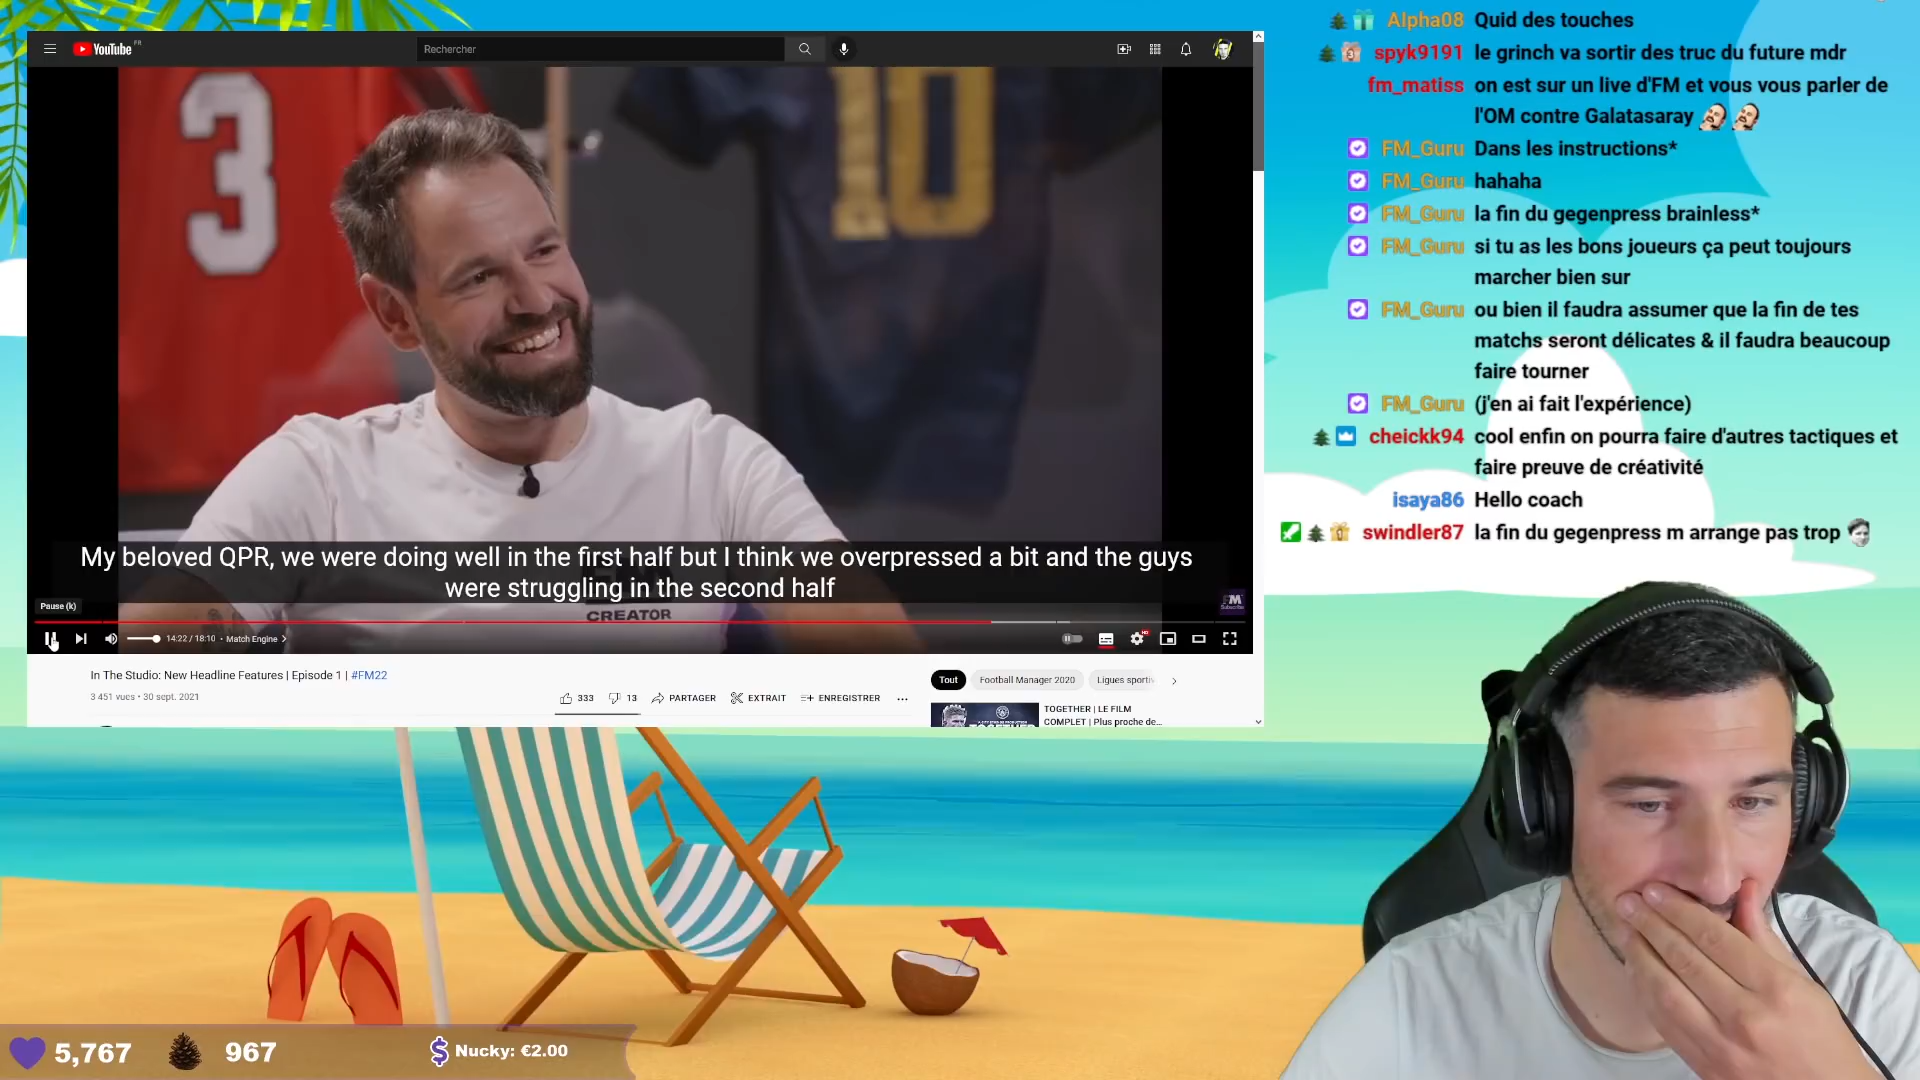 YouTube FR
Rechercher
3
10
My beloved QPR, we were doing well in the first half but I think we overpressed a bit and the guys
were struggling in the second half
CREATOR
Pause (k)
FM
Subscribe
14:22 / 18:10 • Match Engine >
HD
In The Studio: New Headline Features | Episode 1 | #FM22
3 451 vues • 30 sept. 2021
333
13
PARTAGER
EXTRAIT
ENREGISTRER
...
Tout
Football Manager 2020
Ligues sporti
TOGETHER | LE FILM
COMPLET | Plus proche de...
Alpha08 Quid des touches
spyk9191 le grinch va sortir des truc du future mdr
fm_matiss on est sur un live d'FM et vous vous parler de
l'OM contre Galatasaray
FM_Guru Dans les instructions*
FM_Guru hahaha
FM_Guru la fin du gegenpress brainless*
FM_Guru si tu as les bons joueurs ça peut toujours
marcher bien sur
FM_Guru ou bien il faudra assumer que la fin de tes
matchs seront délicates & il faudra beaucoup
faire tourner
FM_Guru (j'en ai fait l'expérience)
cheickk94 cool enfin on pourra faire d'autres tactiques et
faire preuve de créativité
isaya86 Hello coach
swindler87 la fin du gegenpress m arrange pas trop
5,767
967
Nucky: €2.00